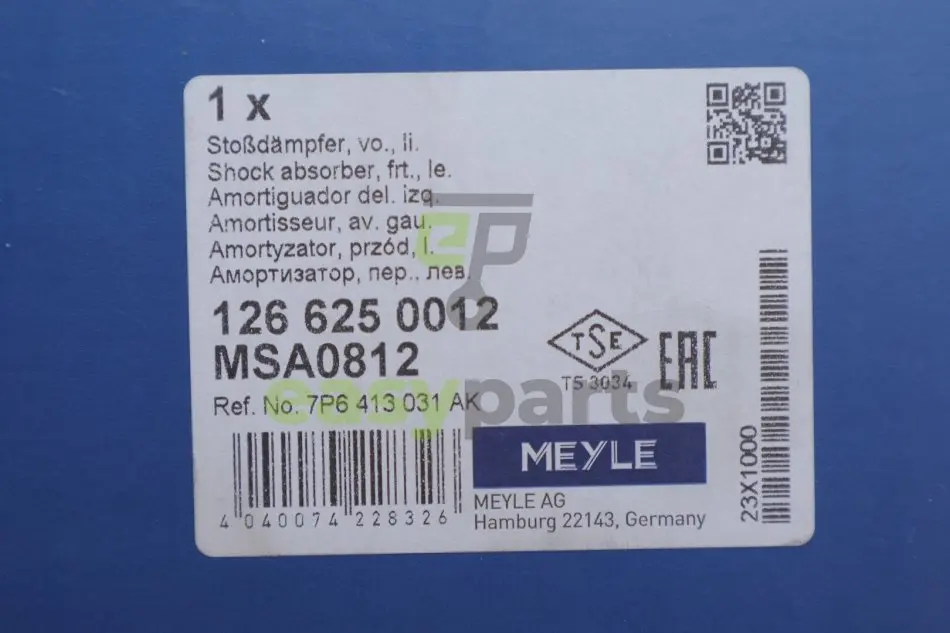 1 x
Stoßdämpfer, vo., li.
Shock absorber, frt., le.
Amortiguador del. izq.
Amortisseur, av. gau.
Amortyzator, przód, l.
Амортизатор, пер., лев.
126 625 0012
MSA0812
Ref. No. 7P6 413 031 AK
TSE
TS 3034
EAC
4 040074 228326
MEYLE
MEYLE AG
Hamburg 22143, Germany
23X1000
ep
easyparts